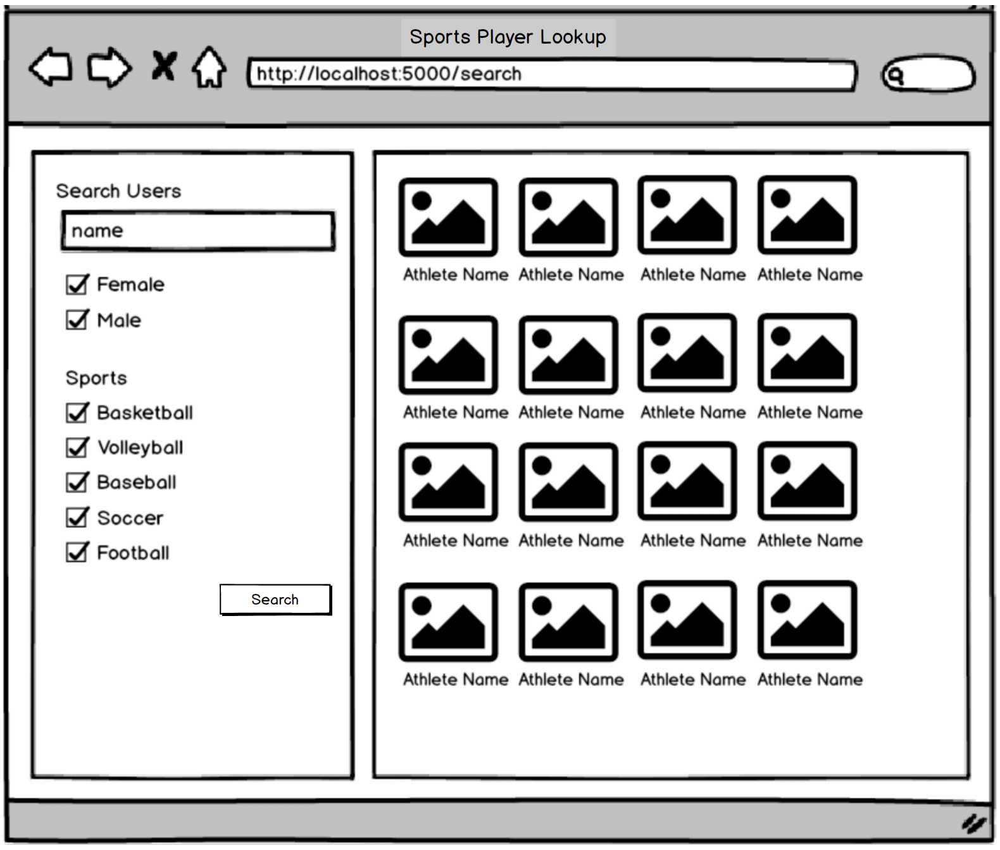 Sports Player Lookup
http://localhost:5000/search
Search Users
name
Female
Male
Sports
Basketball
Volleyball
Baseball
Soccer
Football
Search
Athlete Name Athlete Name Athlete Name Athlete Name
Athlete Name Athlete Name Athlete Name Athlete Name
Athlete Name Athlete Name Athlete Name Athlete Name
Athlete Name Athlete Name Athlete Name Athlete Name